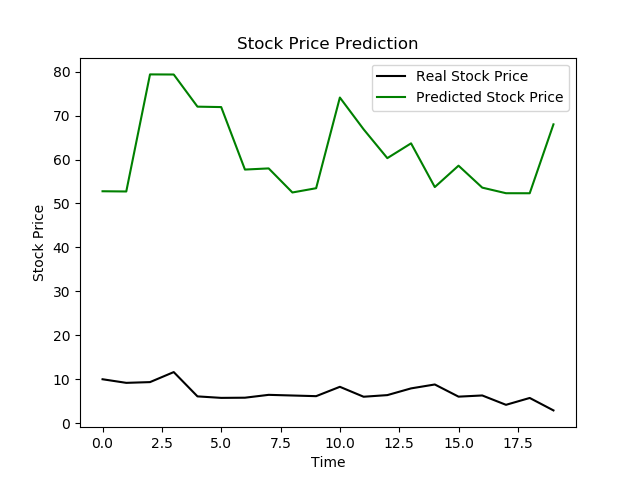 Stock Price Prediction
Real Stock Price
Predicted Stock Price
80
70
60
50
40
30
20
10
0
Stock Price
0.0 2.5 5.0 7.5 10.0 12.5 15.0 17.5
Time